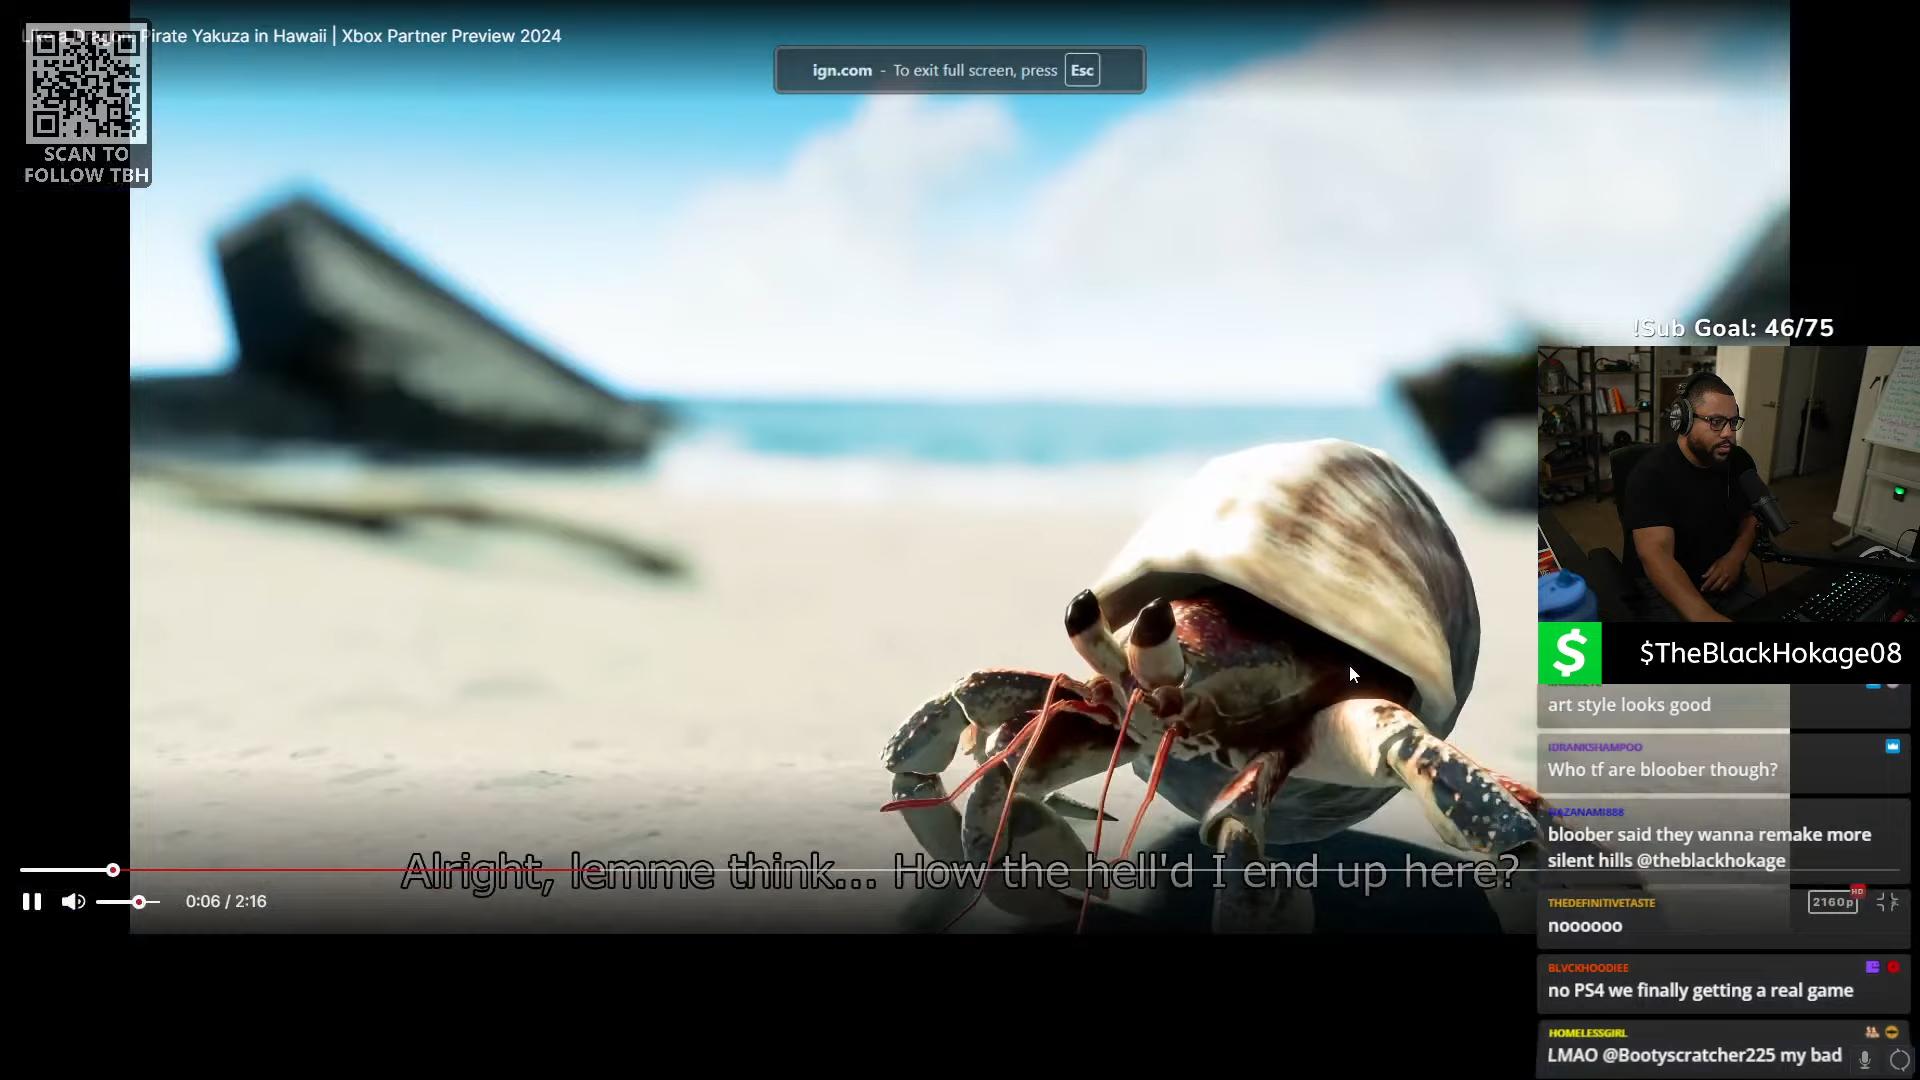 Like a Dragon: Pirate Yakuza in Hawaii | Xbox Partner Preview 2024
SCAN TO
FOLLOW TBH
ign.com - To exit full screen, press Esc
!Sub Goal: 46/75
$TheBlackHokage08
art style looks good
IDRANKSHAMPOO
Who tf are bloober though?
bloober said they wanna remake more
silent hills @theblackhokage
THEDEFINITIVETASTE
noooooo
BLVCKHOODIEE
no PS4 we finally getting a real game
HOMELESSGIRL
LMAO @Bootyscratcher225 my bad
Alright, lemme think... How the hell'd I end up here?
0:06 / 2:16
2160p
HD